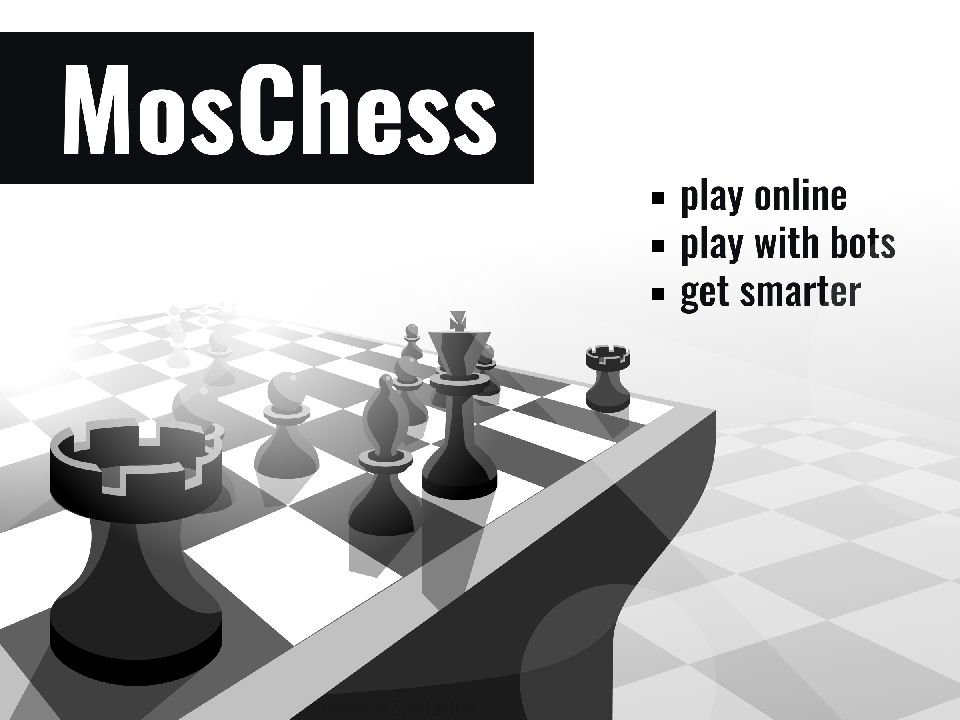 MosChess
▪ play online
▪ play with bots
▪ get smarter